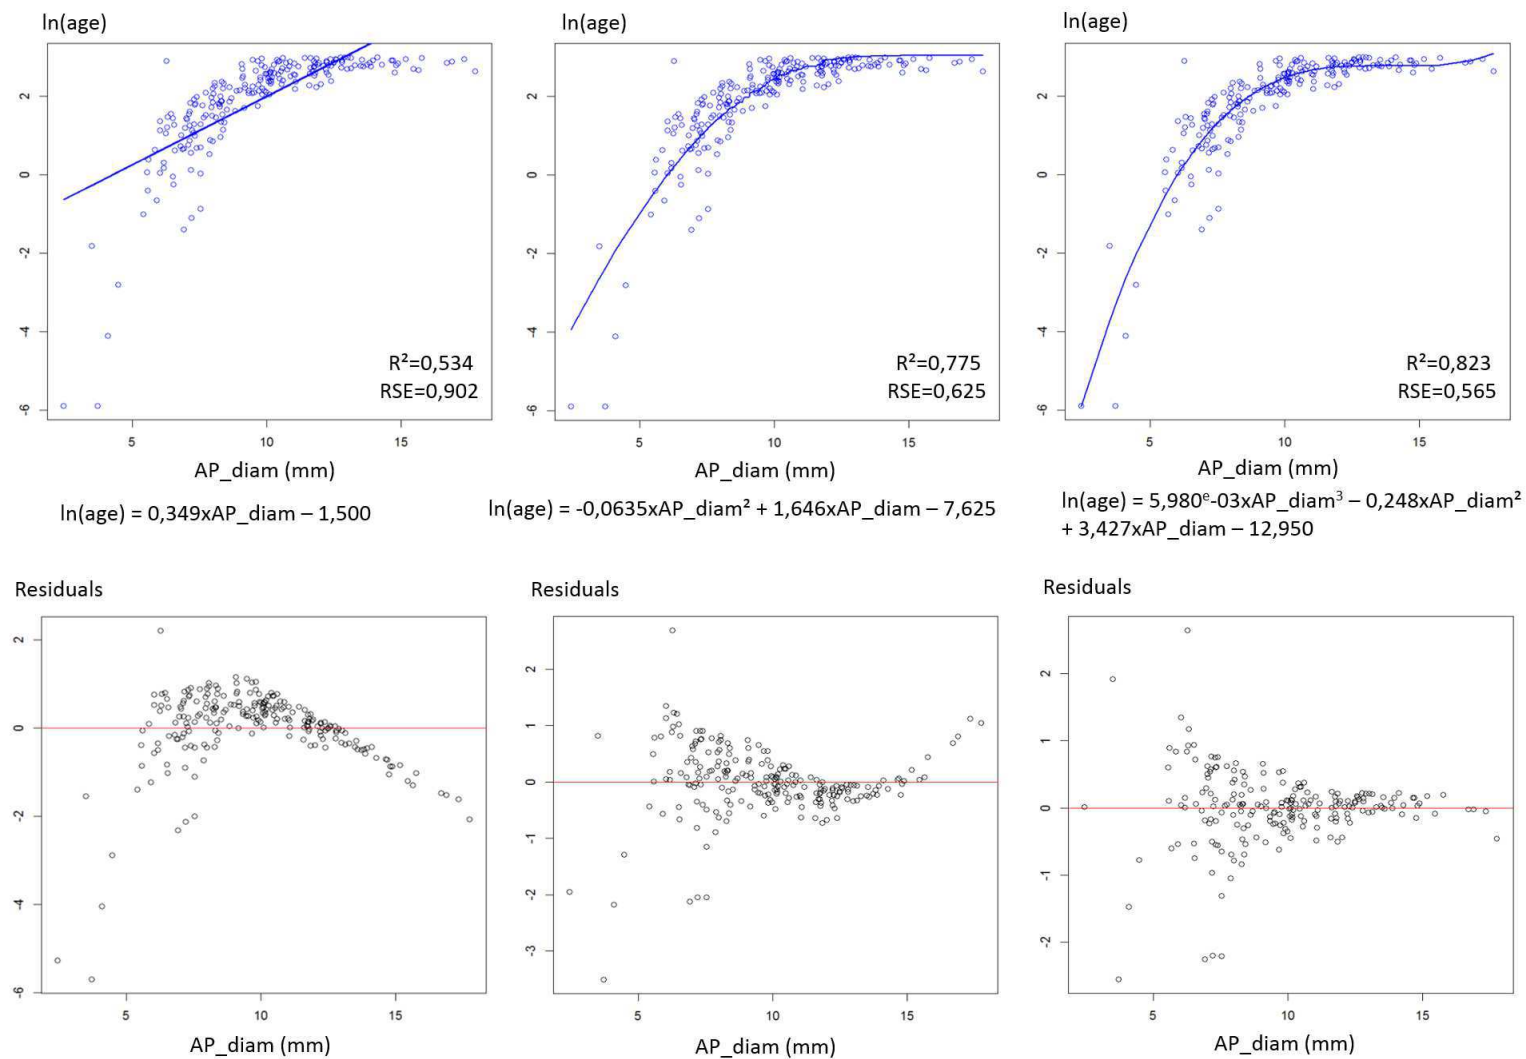 ln(age)
ln(age)
ln(age)
2
0
-2
-4
-6
R²=0,534
RSE=0,902
5
10
15
AP_diam (mm)
ln(age) = 0,349xAP_diam – 1,500
2
0
-2
-4
-6
R²=0,775
RSE=0,625
5
10
15
AP_diam (mm)
ln(age) = -0,0635xAP_diam² + 1,646xAP_diam – 7,625
2
0
-2
-4
-6
R²=0,823
RSE=0,565
5
10
15
AP_diam (mm)
ln(age) = 5,980ᵉ-03xAP_diam³ – 0,248xAP_diam²
+ 3,427xAP_diam – 12,950
Residuals
2
0
-2
-4
-6
5
10
15
AP_diam (mm)
Residuals
2
1
0
-1
-2
-3
5
10
15
AP_diam (mm)
Residuals
2
1
0
-1
-2
5
10
15
AP_diam (mm)